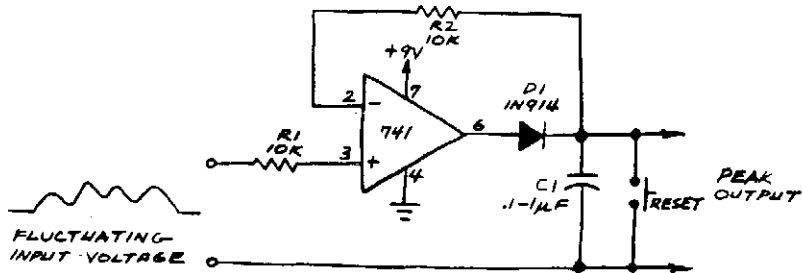 R2
10K
+9V
7
2
-
741
6
D1
1N914
R1
10K
3
+
4
C1
.1-1µF
RESET
PEAK
OUTPUT
FLUCTUATING
INPUT VOLTAGE